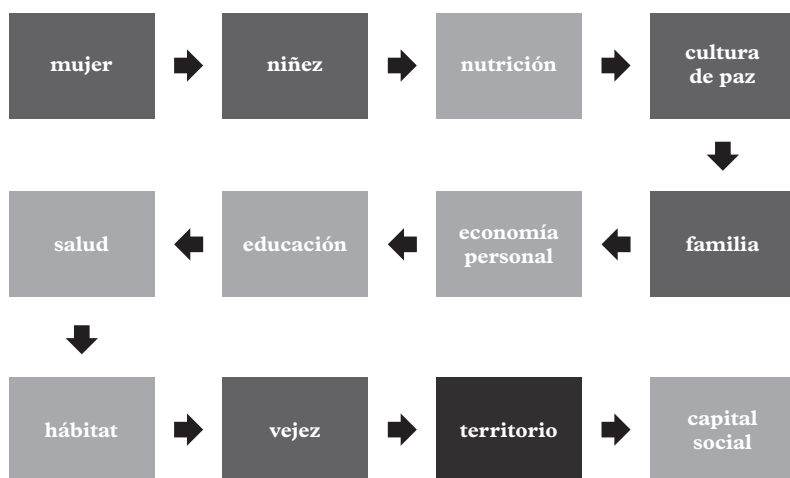 mujer
niñez
nutrición
cultura
de paz
familia
economía
personal
educación
salud
hábitat
vejez
territorio
capital
social